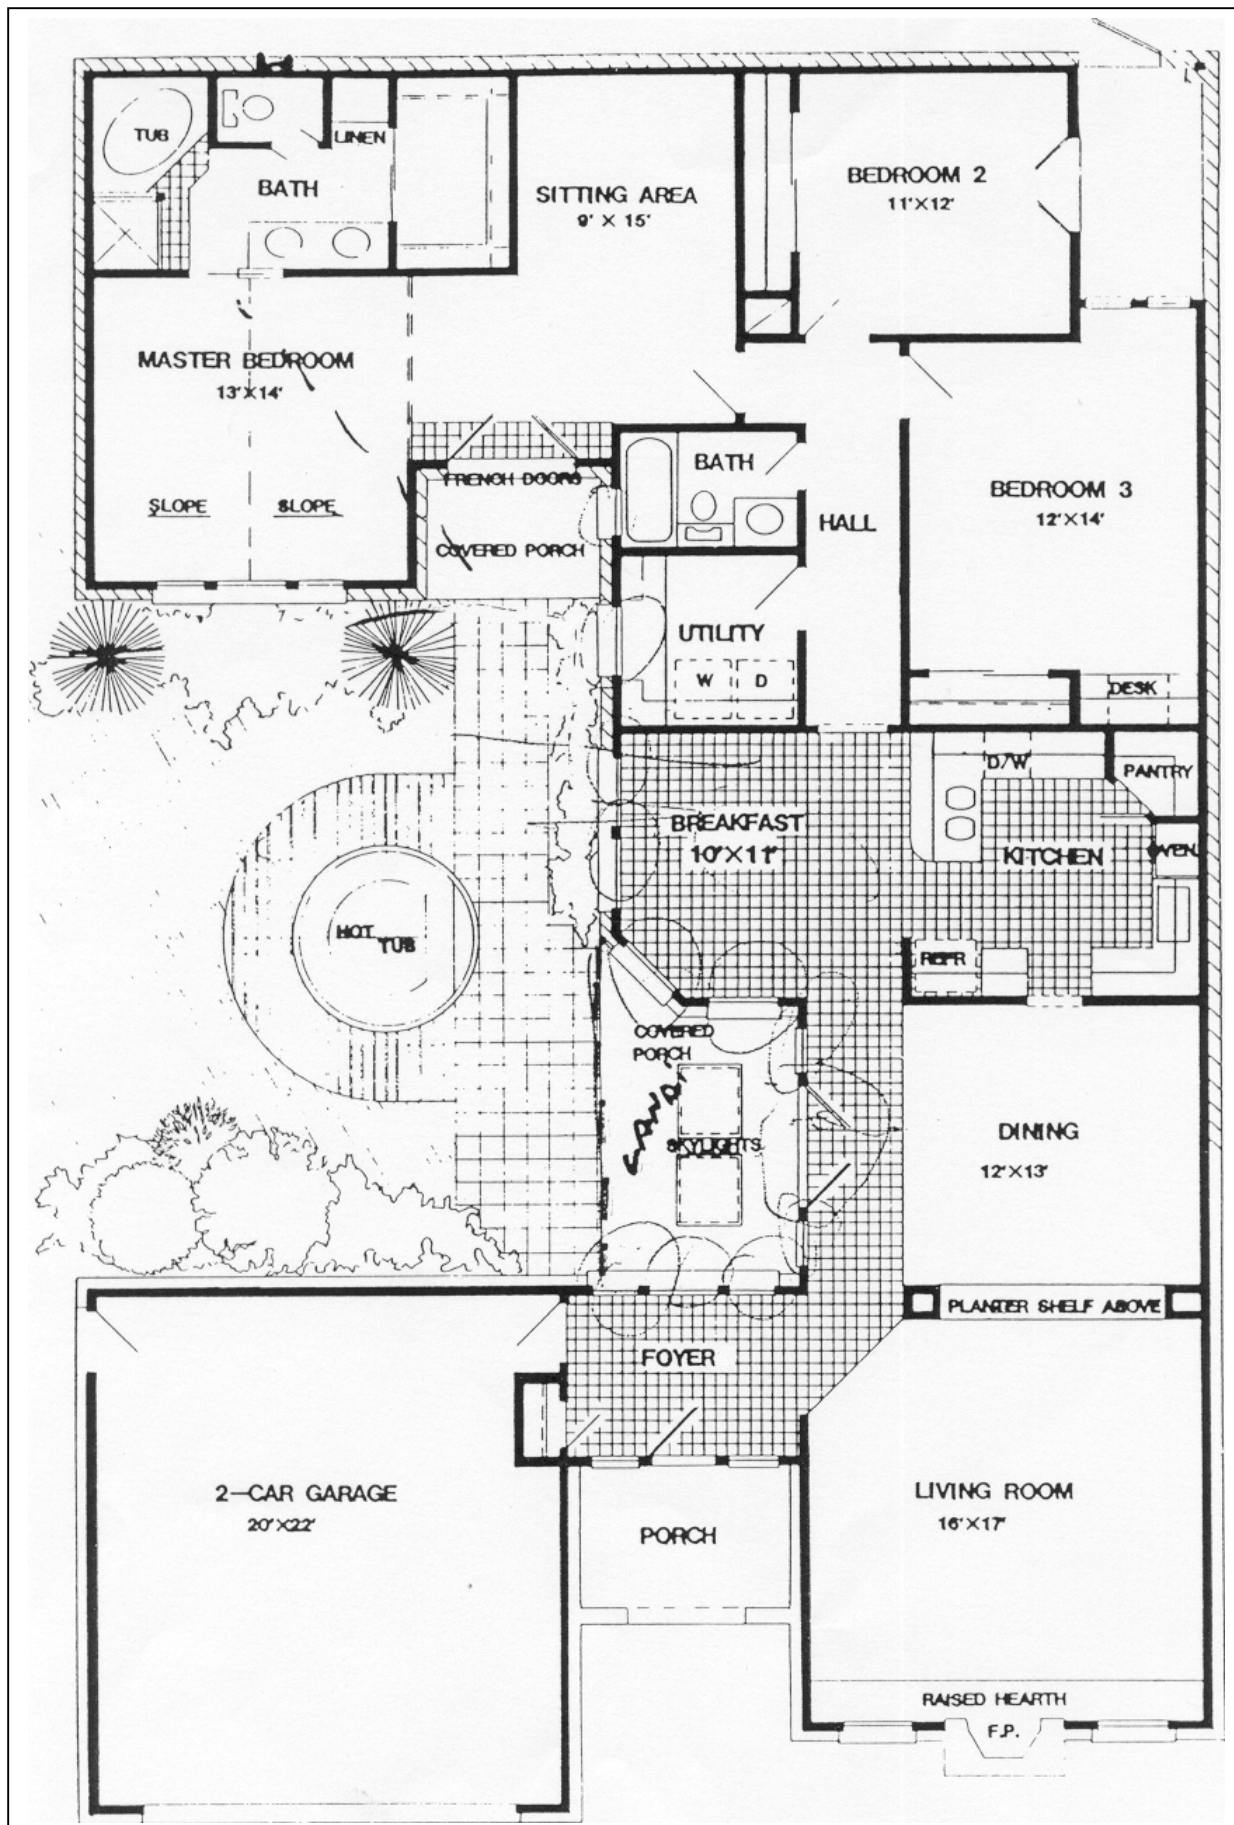 TUB
LINEN
BATH
SITTING AREA
9' X 15'
BEDROOM 2
11'X12'
MASTER BEDROOM
13'X14'
SLOPE
SLOPE
FRENCH DOORS
COVERED PORCH
BATH
HALL
BEDROOM 3
12'X14'
UTILITY
W
D
DESK
D/W
PANTRY
BREAKFAST
10'X11'
KITCHEN
OVEN
HOT
TUB
REFR
COVERED
PORCH
SKYLIGHTS
DINING
12'X13'
PLANTER SHELF ABOVE
FOYER
2-CAR GARAGE
20'X22'
LIVING ROOM
16'X17'
PORCH
RAISED HEARTH
F.P.